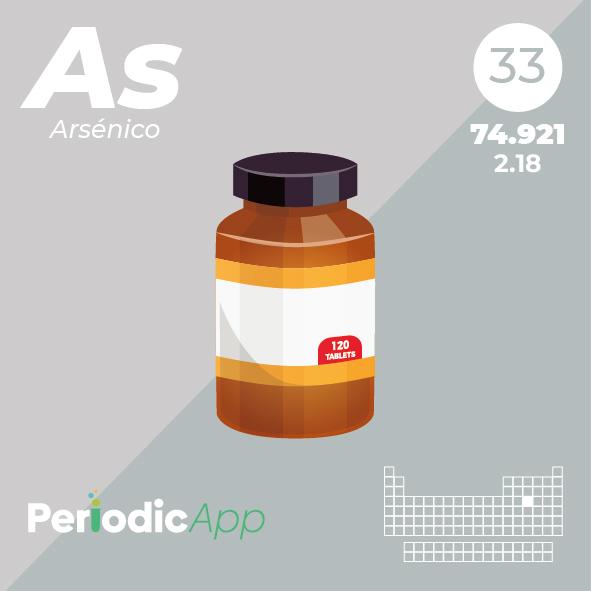 As
Arsénico
33
74.921
2.18
120
TABLETS
PeriodicApp